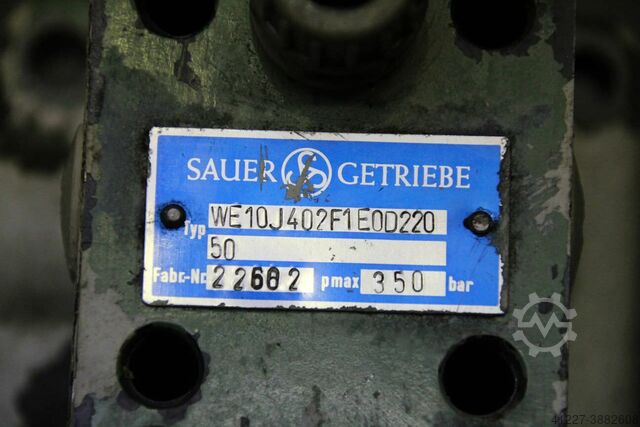 SAUER GETRIEBE
Typ WE10J402F1E0D220
50
Fabr-Nr. 22682 pmax 350 bar
41227-3882608